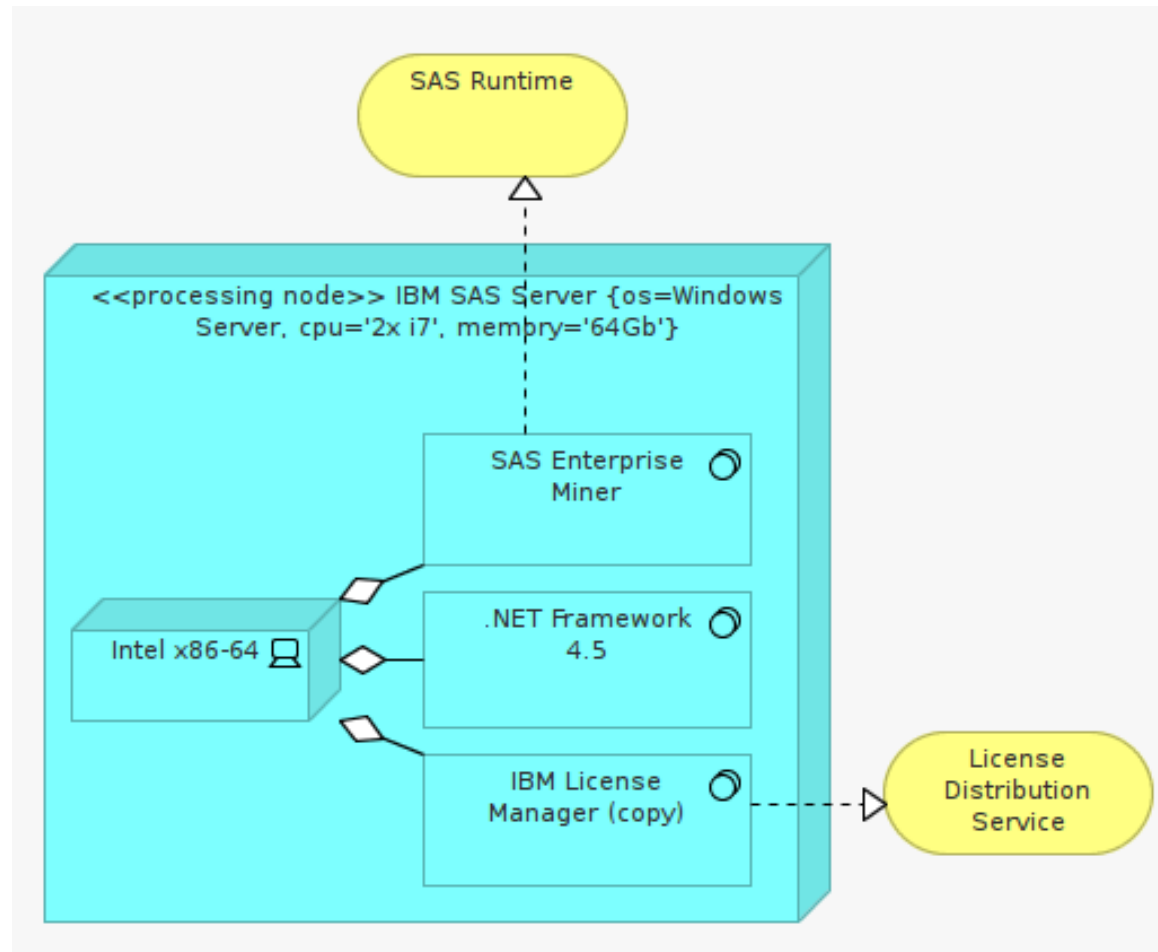 SAS Runtime
<<processing node>> IBM SAS Server {os=Windows
Server, cpu='2x i7', memory='64Gb'}
SAS Enterprise
Miner
Intel x86-64
.NET Framework
4.5
IBM License
Manager (copy)
License
Distribution
Service